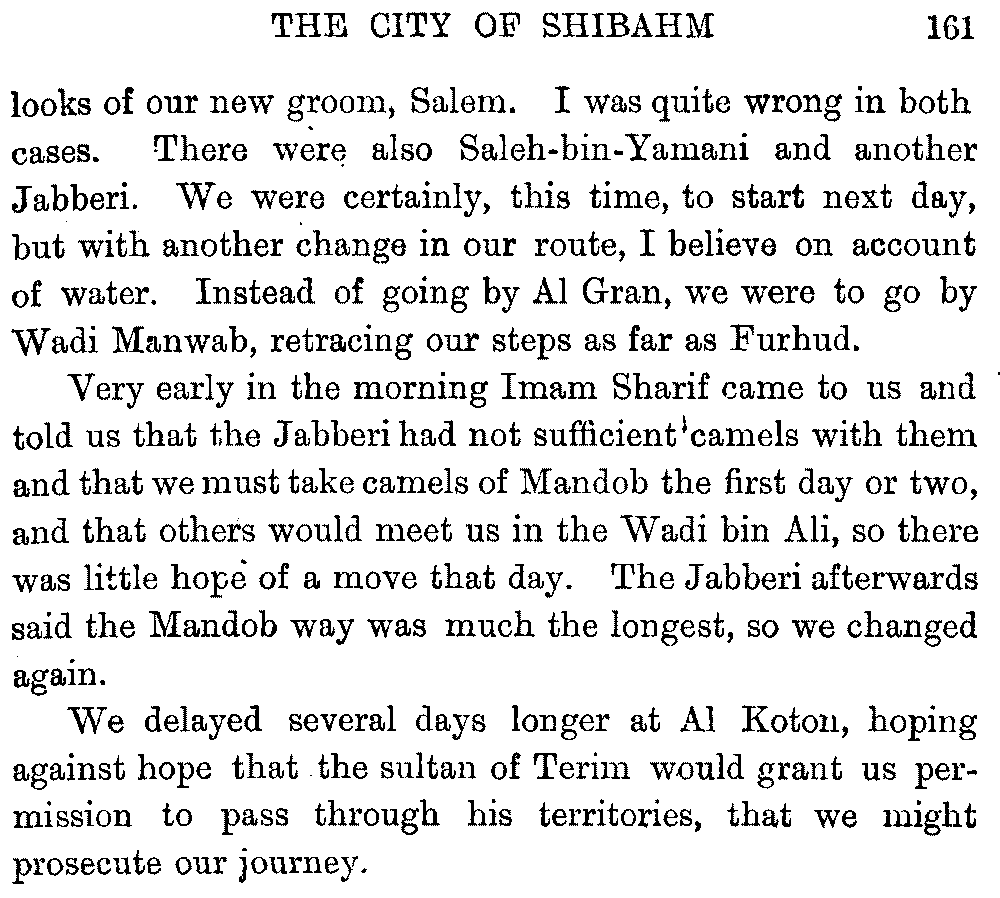 THE CITY OF SHIBAHM 161
looks of our new groom, Salem. I was quite wrong in both
cases. There were also Saleh-bin-Yamani and another
Jabberi. We were certainly, this time, to start next day,
but with another change in our route, I believe on account
of water. Instead of going by Al Gran, we were to go by
Wadi Manwab, retracing our steps as far as Furhud.
Very early in the morning Imam Sharif came to us and
told us that the Jabberi had not sufficient camels with them
and that we must take camels of Mandob the first day or two,
and that others would meet us in the Wadi bin Ali, so there
was little hope of a move that day. The Jabberi afterwards
said the Mandob way was much the longest, so we changed
again.
We delayed several days longer at Al Koton, hoping
against hope that the sultan of Terim would grant us per-
mission to pass through his territories, that we might
prosecute our journey.